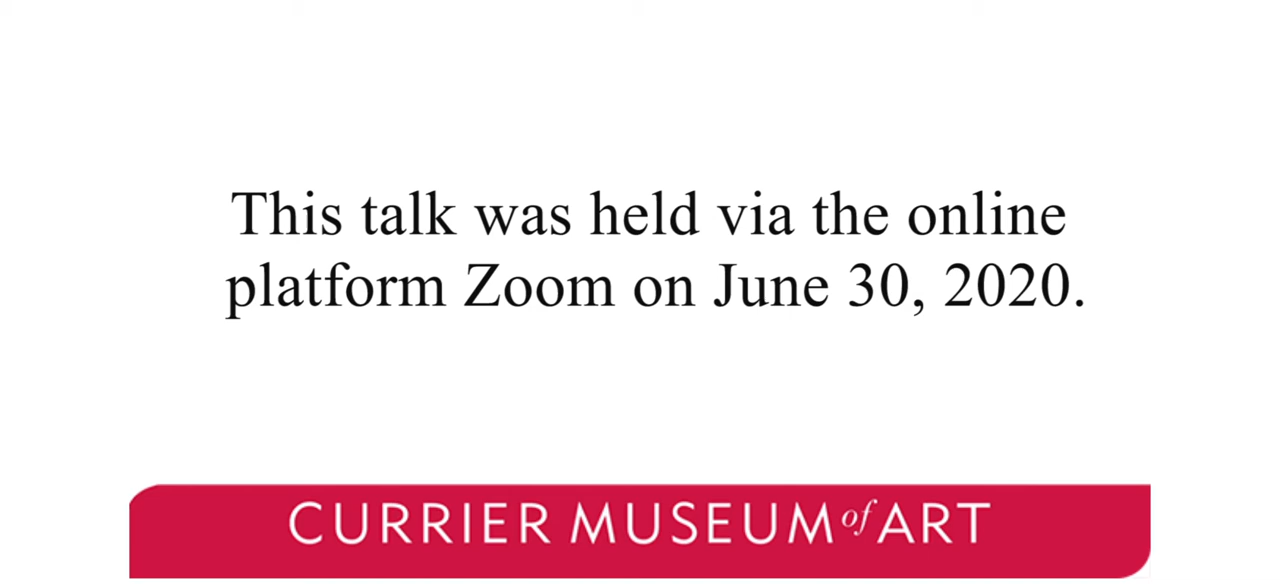 This talk was held via the online
platform Zoom on June 30, 2020.
CURRIER MUSEUM of ART